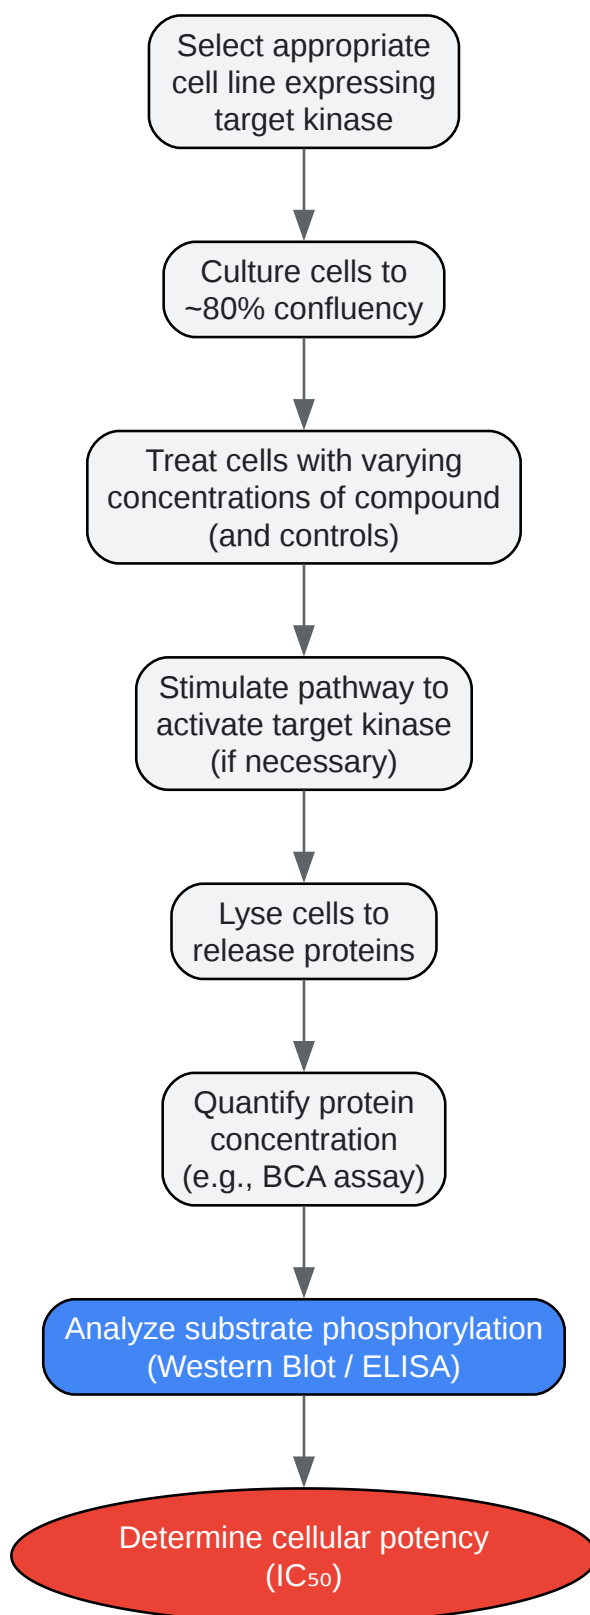 Select appropriate
cell line expressing
target kinase
Culture cells to
~80% confluency
Treat cells with varying
concentrations of compound
(and controls)
Stimulate pathway to
activate target kinase
(if necessary)
Lyse cells to
release proteins
Quantify protein
concentration
(e.g., BCA assay)
Analyze substrate phosphorylation
(Western Blot / ELISA)
Determine cellular potency
(IC₅₀)